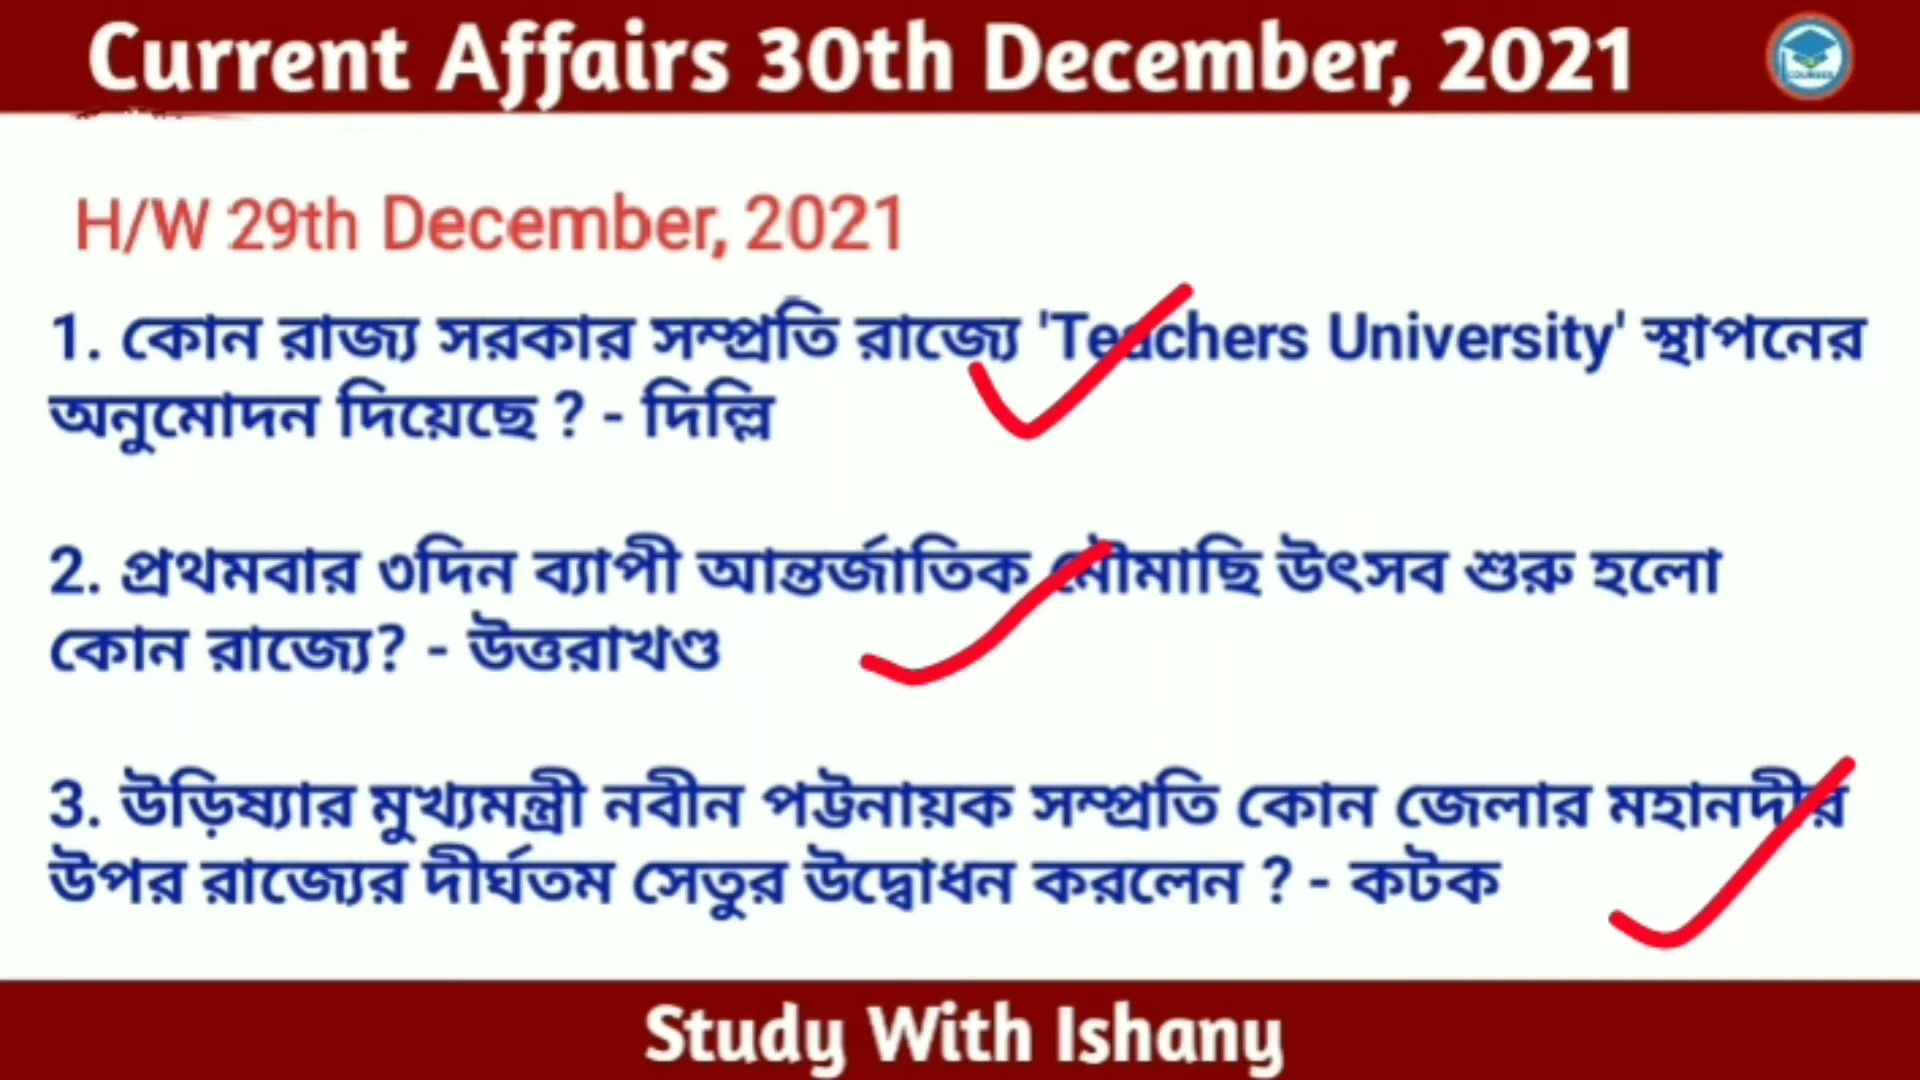 Current Affairs 30th December, 2021
COURSES
H/W 29th December, 2021
1. কোন রাজ্য সরকার সম্প্রতি রাজ্যে 'Teachers University' স্থাপনের
অনুমোদন দিয়েছে ? - দিল্লি
2. প্রথমবার ৩দিন ব্যাপী আন্তর্জাতিক মৌমাছি উৎসব শুরু হলো
কোন রাজ্যে? - উত্তরাখণ্ড
3. উড়িষ্যার মুখ্যমন্ত্রী নবীন পট্টনায়ক সম্প্রতি কোন জেলার মহানদীর
উপর রাজ্যের দীর্ঘতম সেতুর উদ্বোধন করলেন ? - কটক
Study With Ishany